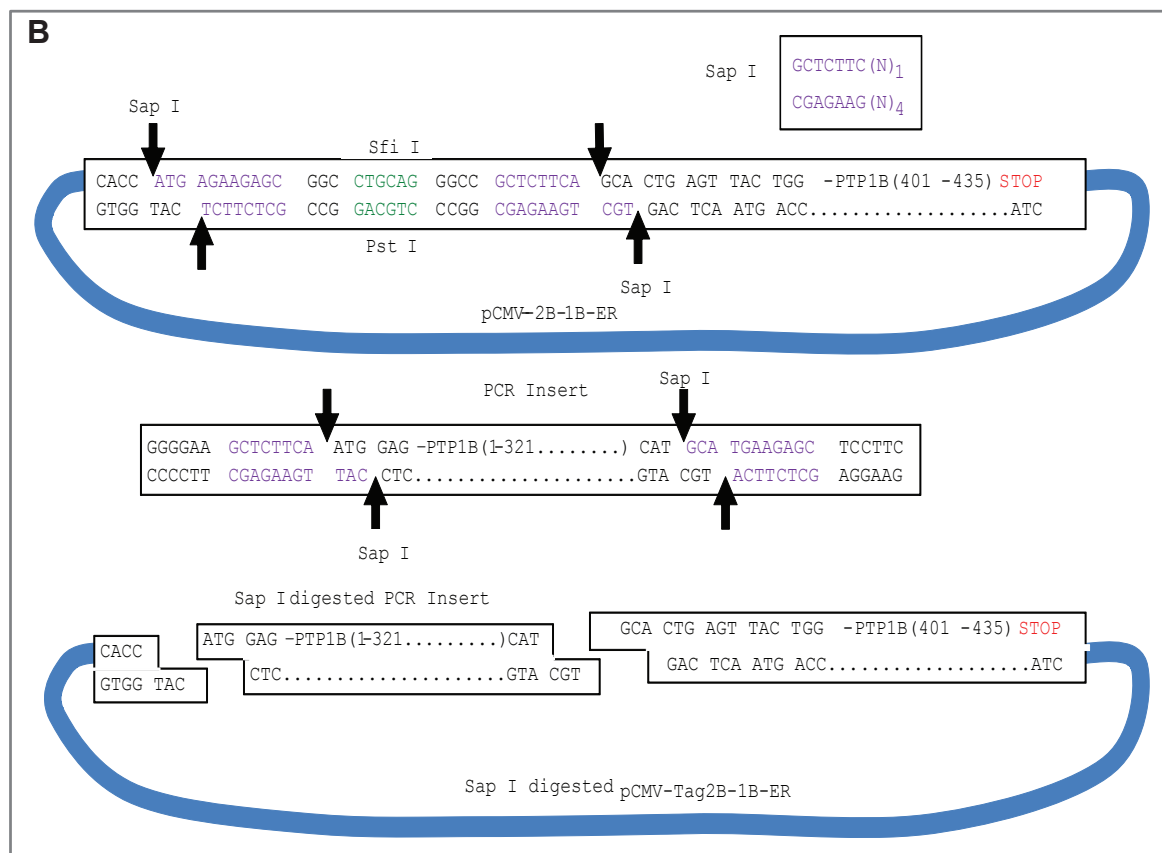 B
Sap I
GCTCTTC(N)1
CGAGAAG(N)4
Sap I
Sfi I
CACC ATG AGAAGAGC GGC CTGCAG GGCC GCTCTTCA GCA CTG AGT TAC TGG -PTP1B(401 -435) STOP
GTGG TAC TCTTCTCG CCG GACGTC CCGG CGAGAAGT CGT GACTCA ATG ACC..................ATC
Pst I
Sap I
pCMV-2B-1B-ER
PCR Insert
Sap I
GGGGAA GCTCTTCA ATG GAG -PTP1B(1-321........) CAT GCA TGAAGAGC TCCTTC
CCCCTT CGAGAAGT TAC CTC.....................GTA CGT ACTTCTCG AGGAAG
Sap I
Sap I digested PCR Insert
CACC ATG GAG -PTP1B(1-321........)CAT GCA CTG AGT TAC TGG -PTP1B(401 -435) STOP
GTGG TAC CTC.....................GTA CGT GAC TCA ATG ACC..................ATC
Sap I digested pCMV-Tag2B-1B-ER